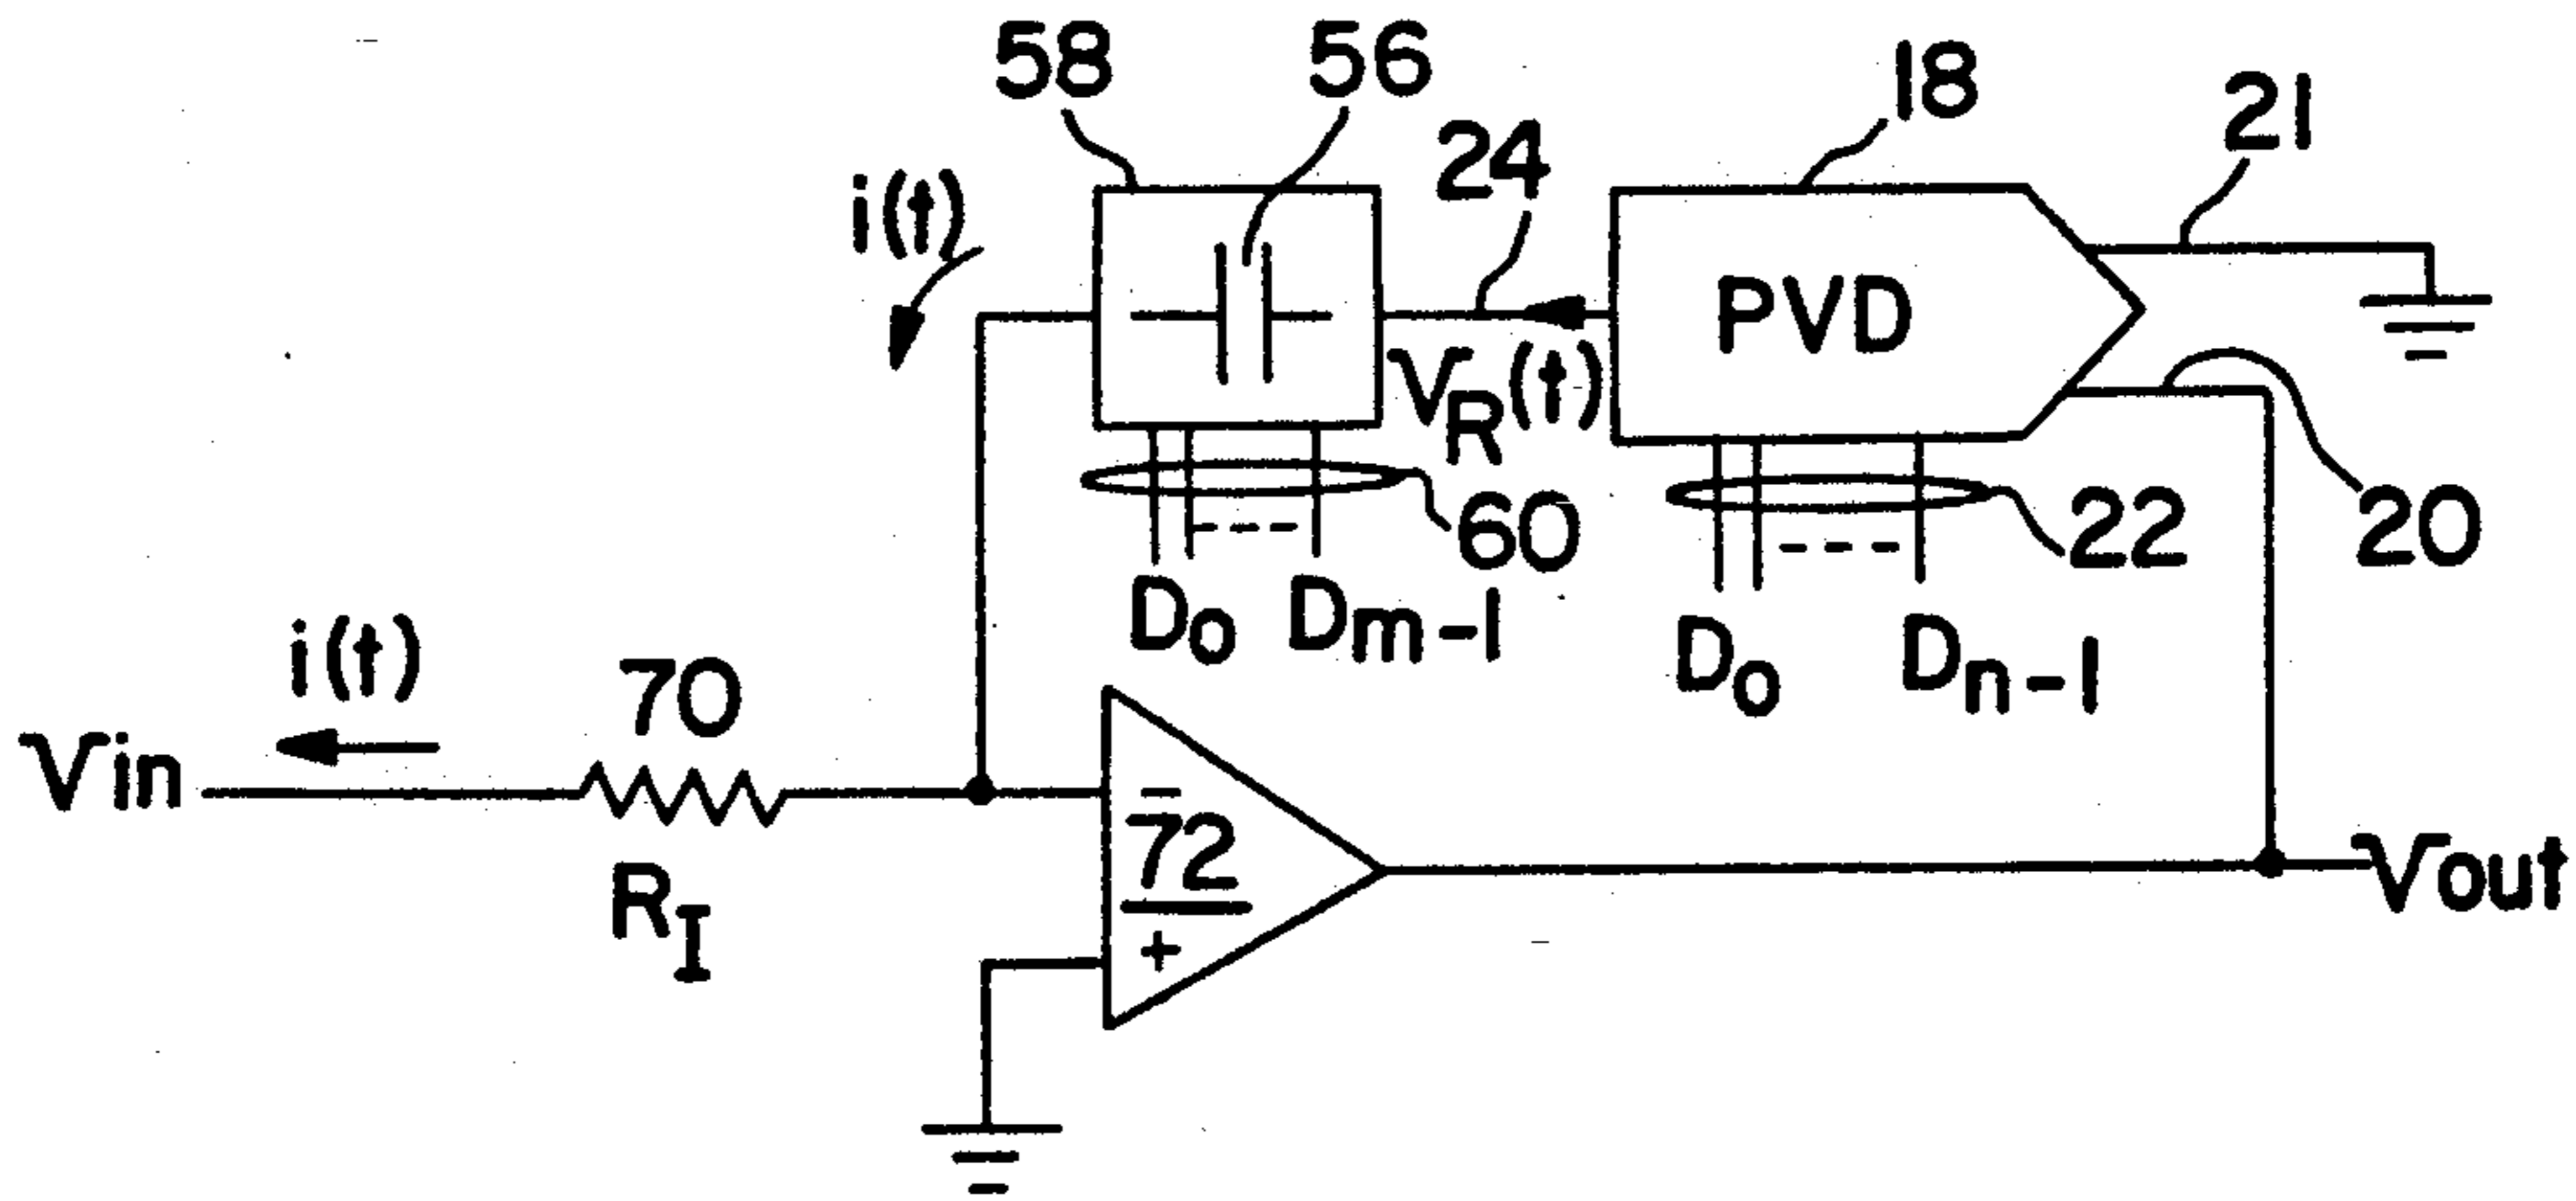 58 56 18
24 21
i(t)
PVD
VR(t)
60 22 20
D0 Dm-1 D0 Dn-1
i(t) 70
Vin
- 72 +
RI
Vout